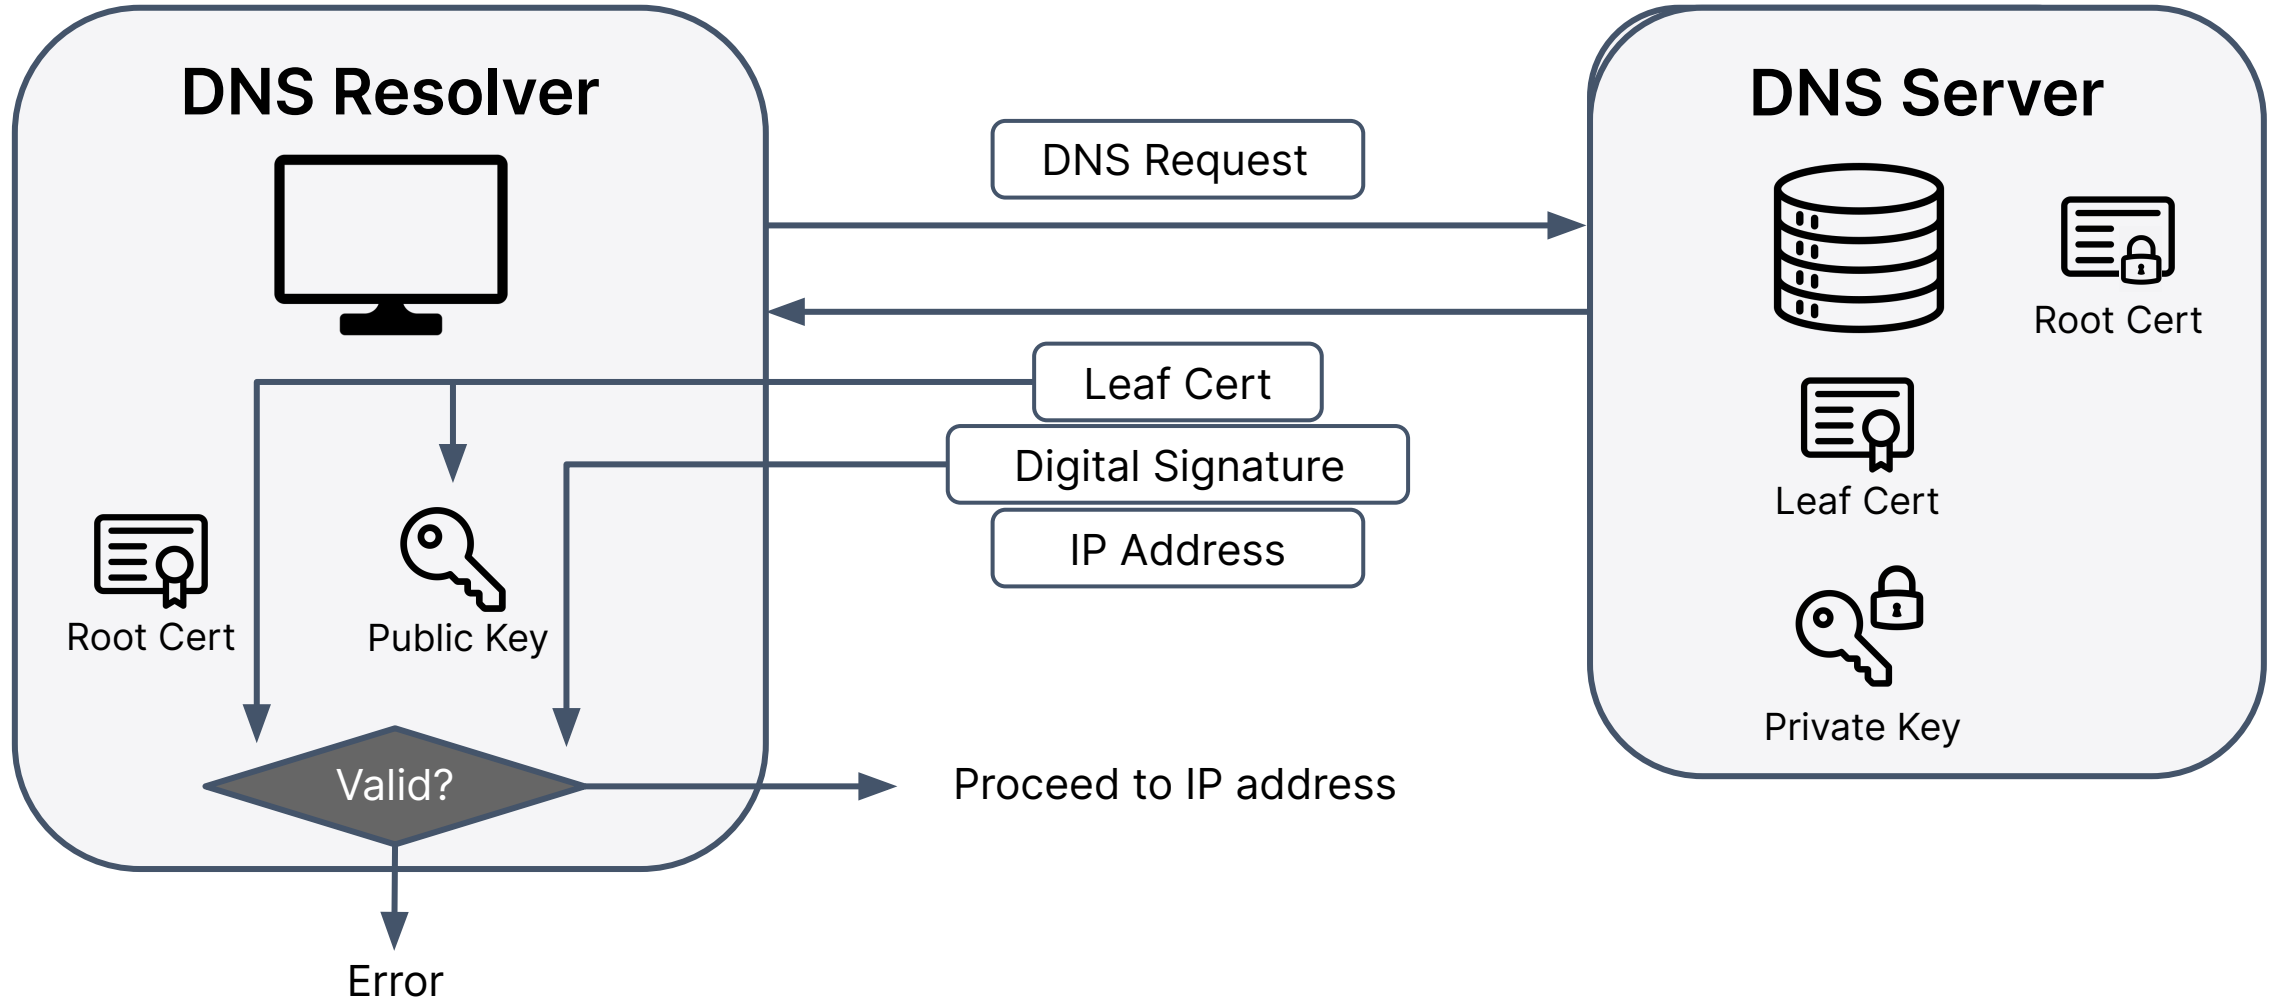 DNS Resolver
DNS Server
DNS Request
Root Cert
Leaf Cert
Digital Signature
Leaf Cert
IP Address
Root Cert
Public Key
Private Key
Valid?
Proceed to IP address
Error